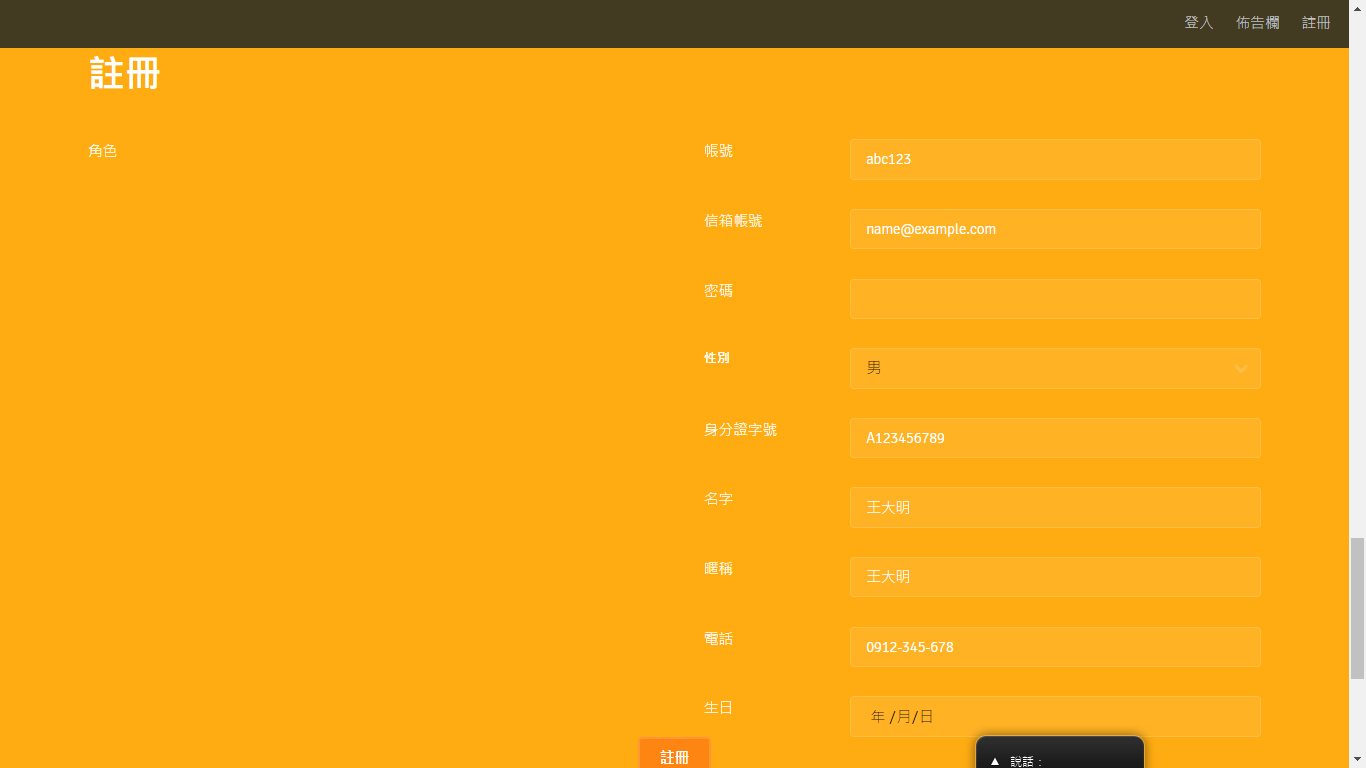 登入 佈告欄 註冊
註冊
角色
帳號 abc123
信箱帳號 name@example.com
密碼
性別 男
身分證字號 A123456789
名字 王大明
暱稱 王大明
電話 0912-345-678
生日 年 /月/日
註冊
▲ 說話：